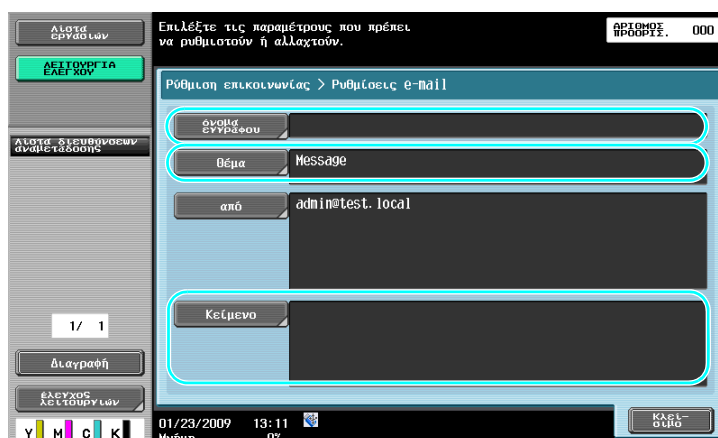 Λίστα
εργασιών
Επιλέξτε τις παραμέτρους που πρέπει
να ρυθμιστούν ή αλλαχτούν.
ΑΡΙΘΜΟΣ
ΠΡΟΟΡΙΣ.
000
ΛΕΙΤΟΥΡΓΙΑ
ΕΛΕΓΧΟΥ
Ρύθμιση επικοινωνίας > Ρυθμίσεις e-mail
όνομα
εγγράφου
Λίστα διευθύνσεων
αναμετάδοσης
θέμα
Message
από
admin@test.local
Κείμενο
1/ 1
Διαγραφή
έλεγχος
λειτουργιών
Κλεί-
σιμο
01/23/2009 13:11
Μνήμη 0%
Y M C K